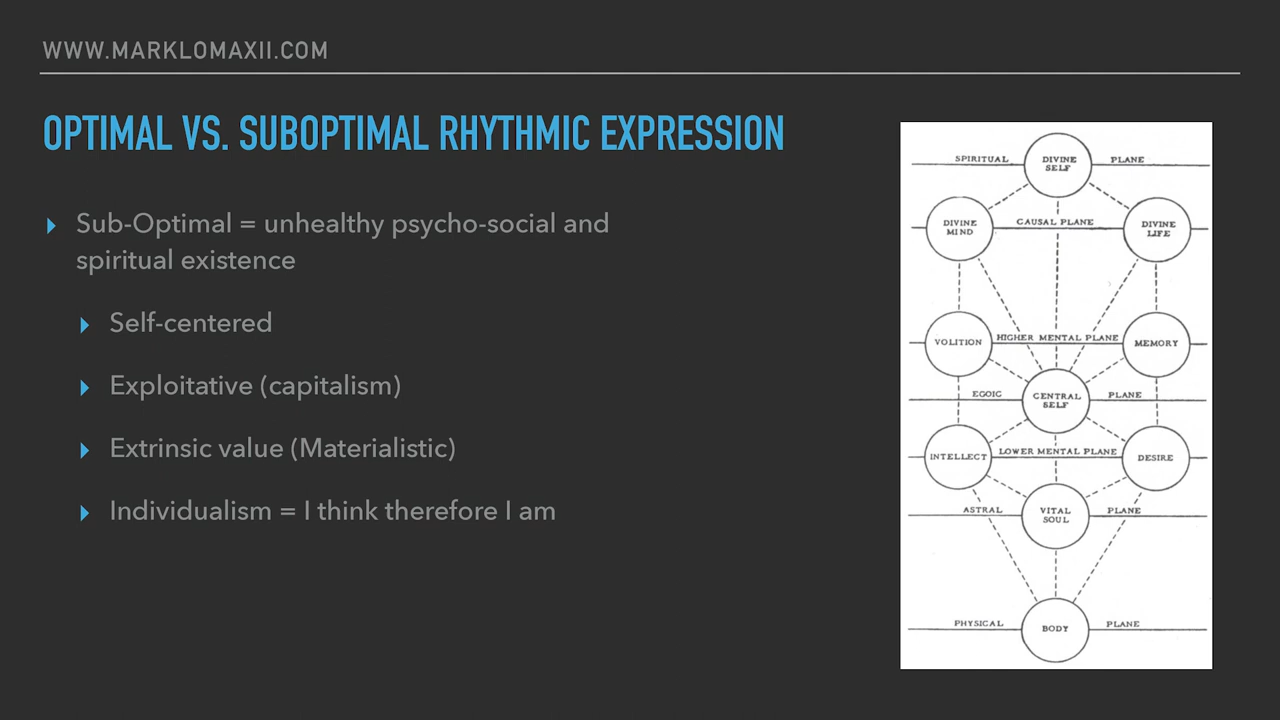 WWW.MARKLOMAXII.COM
OPTIMAL VS. SUBOPTIMAL RHYTHMIC EXPRESSION
Sub-Optimal = unhealthy psycho-social and
spiritual existence
Self-centered
Exploitative (capitalism)
Extrinsic value (Materialistic)
Individualism = I think therefore I am
SPIRITUAL
DIVINE
SELF
PLANE
DIVINE
MIND
CAUSAL PLANE
DIVINE
LIFE
VOLITION
HIGHER MENTAL PLANE
MEMORY
EGOIC
CENTRAL
SELF
PLANE
INTELLECT
LOWER MENTAL PLANE
DESIRE
ASTRAL
VITAL
SOUL
PLANE
PHYSICAL
BODY
PLANE